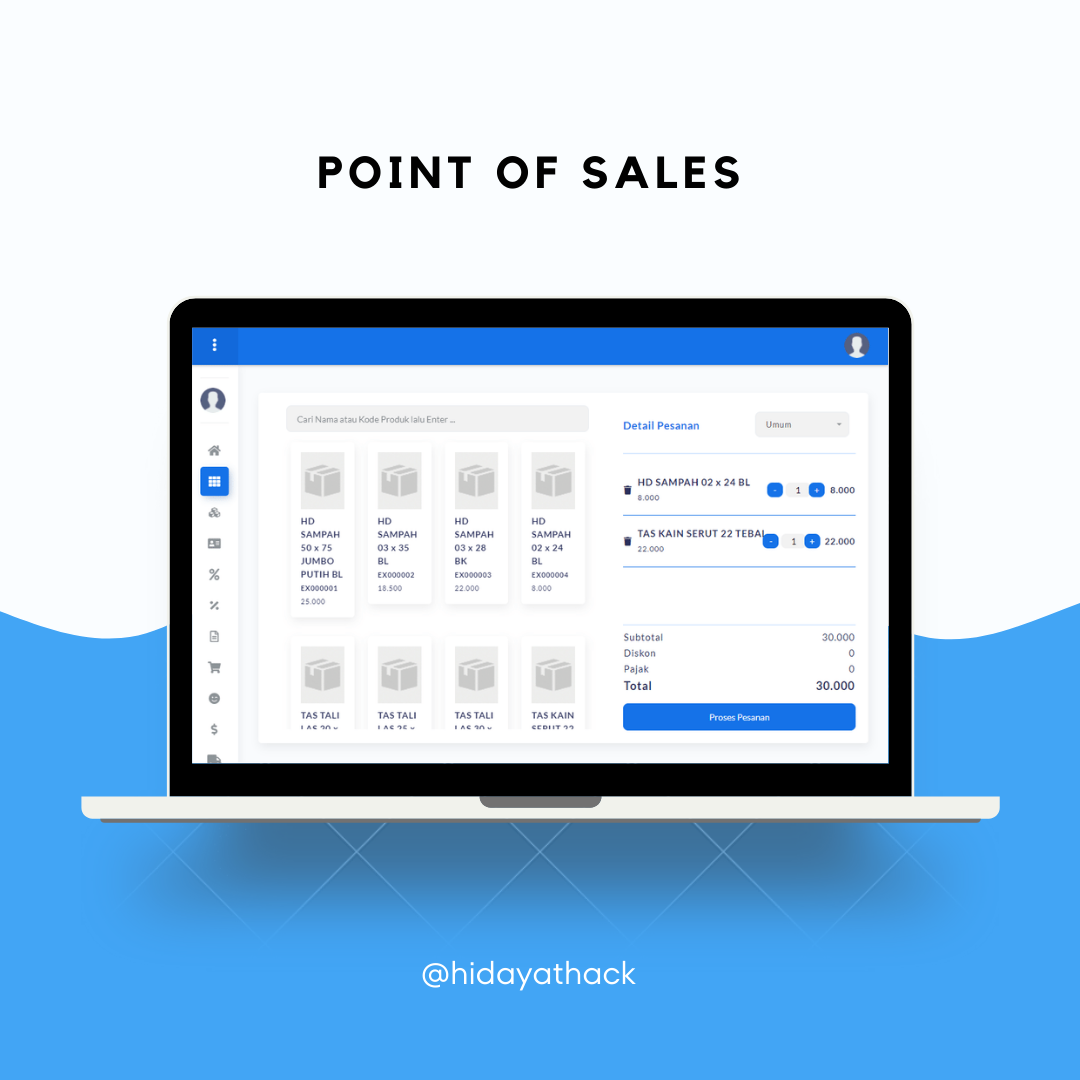 POINT OF SALES
Cari Nama atau Kode Produk lalu Enter ...
HD
SAMPAH
50 x 75
JUMBO
PUTIH BL
EX000001
25.000
HD
SAMPAH
03 x 35
BL
EX000002
18.500
HD
SAMPAH
03 x 28
BK
EX000003
22.000
HD
SAMPAH
02 x 24
BL
EX000004
8.000
TAS TALI
TAS TALI
TAS TALI
TAS KAIN
SERUT 22
Detail Pesanan
Umum
HD SAMPAH 02 x 24 BL
8.000
- 1 + 8.000
TAS KAIN SERUT 22 TEBAL
22.000
- 1 + 22.000
Subtotal 30.000
Diskon 0
Pajak 0
Total 30.000
Proses Pesanan
@hidayathack